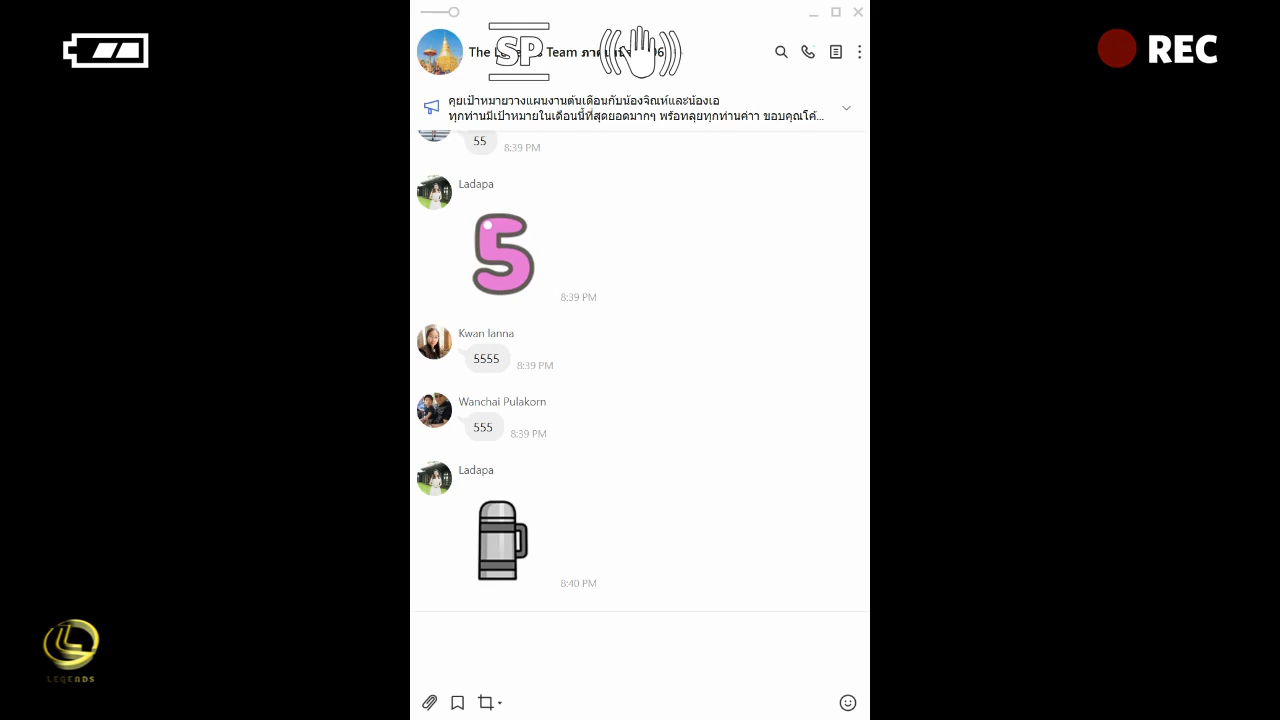 SP
REC
The
Team
คุยเป้าหมายวางแผนงานต้นเดือนกับน้องจิณห์และน้องเอ
ทุกท่านมีเป้าหมายในเดือนนี้ที่สุดยอดมากๆ พร้อทลุยทุกท่านค่าา ขอบคุณโค้...
55
8:39 PM
Ladapa
5
8:39 PM
Kwan lanna
5555
8:39 PM
Wanchai Pulakorn
555
8:39 PM
Ladapa
8:40 PM
L
LEGENDS